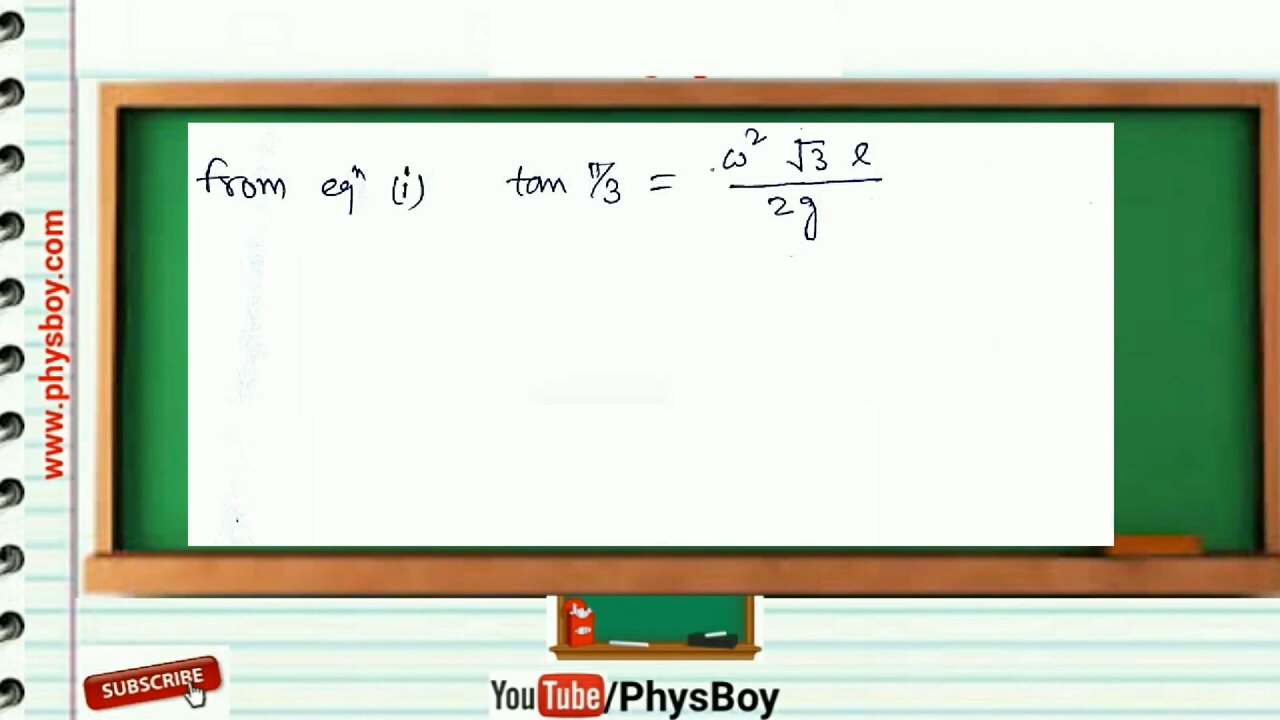 from eqⁿ (i) tan π/3 = ω² √3 l / 2g
www.physboy.com
SUBSCRIBE
YouTube/PhysBoy